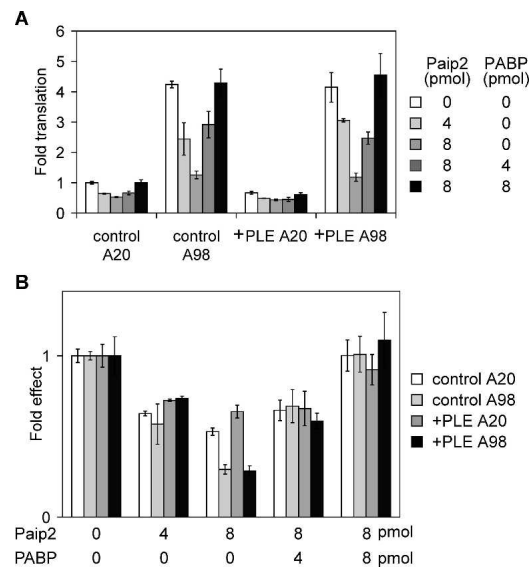 A
Fold translation
6
5
4
3
2
1
0
control A20
control A98
+PLE A20
+PLE A98
Paip2 (pmol) PABP (pmol)
0 0
4 0
8 0
8 4
8 8
B
Fold effect
1
0
control A20
control A98
+PLE A20
+PLE A98
Paip2 0 4 8 8 8 pmol
PABP 0 0 0 4 8 pmol